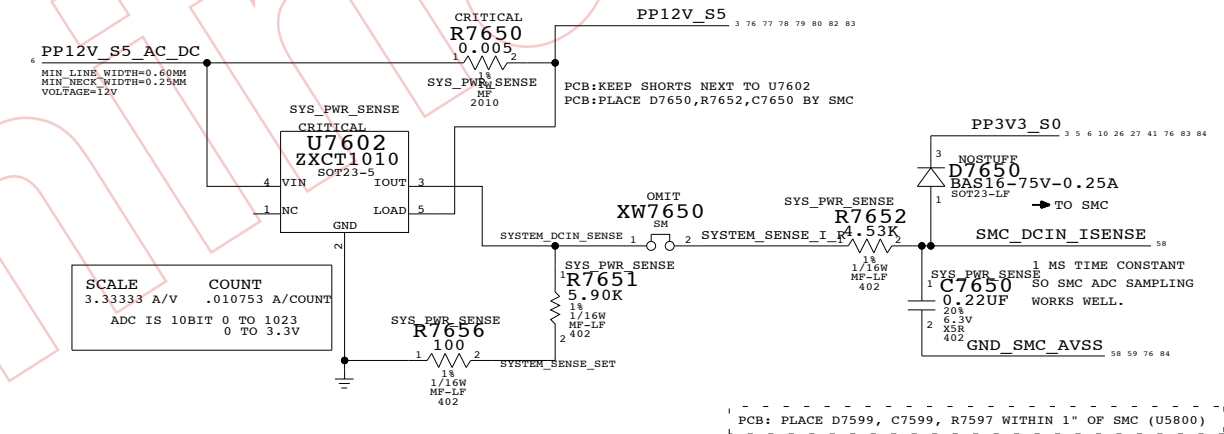 PP12V_S5
3 76 77 78 79 80 82 83
CRITICAL
R7650
0.005
1 2
1%
MF
2010
SYS_PWR_SENSE
6 PP12V_S5_AC_DC
MIN_LINE_WIDTH=0.60MM
MIN_NECK_WIDTH=0.25MM
VOLTAGE=12V
PCB:KEEP SHORTS NEXT TO U7602
PCB:PLACE D7650,R7652,C7650 BY SMC
SYS_PWR_SENSE
CRITICAL
U7602
ZXCT1010
SOT23-5
4 VIN IOUT 3
1 NC LOAD 5
GND
2
PP3V3_S0
3 5 6 10 26 27 41 76 83 84
3
NOSTUFF
D7650
BAS16-75V-0.25A
SOT23-LF
1
TO SMC
OMIT
XW7650
SM
1 2
SYSTEM_DCIN_SENSE
SYSTEM_SENSE_I_R
SYS_PWR_SENSE
R7652
4.53K
1 2
1%
1/16W
MF-LF
402
SMC_DCIN_ISENSE
58
SYS_PWR_SENSE
R7651
5.90K
1
1%
1/16W
MF-LF
402
2
SYS_PWR_SENSE
C7650
0.22UF
1
20%
6.3V
X5R
402
2
1 MS TIME CONSTANT
SO SMC ADC SAMPLING
WORKS WELL.
GND_SMC_AVSS
58 59 76 84
SCALE COUNT
3.33333 A/V .010753 A/COUNT
ADC IS 10BIT 0 TO 1023
0 TO 3.3V
SYS_PWR_SENSE
R7656
100
1 2
1%
1/16W
MF-LF
402
SYSTEM_SENSE_SET
PCB: PLACE D7599, C7599, R7597 WITHIN 1" OF SMC (U5800)